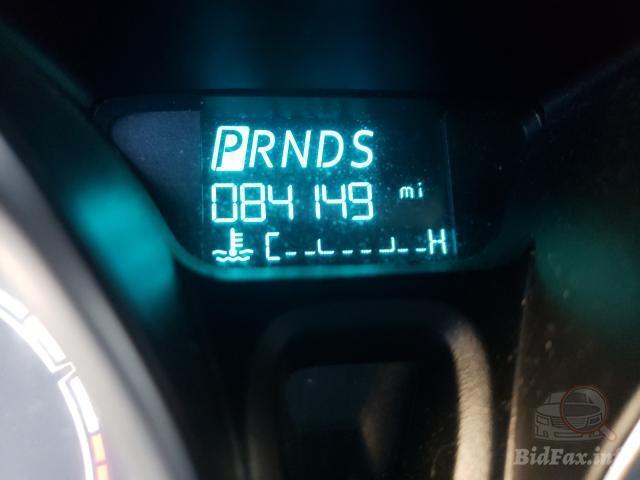 PRNDS
084149 mi
C H
BidFax.info